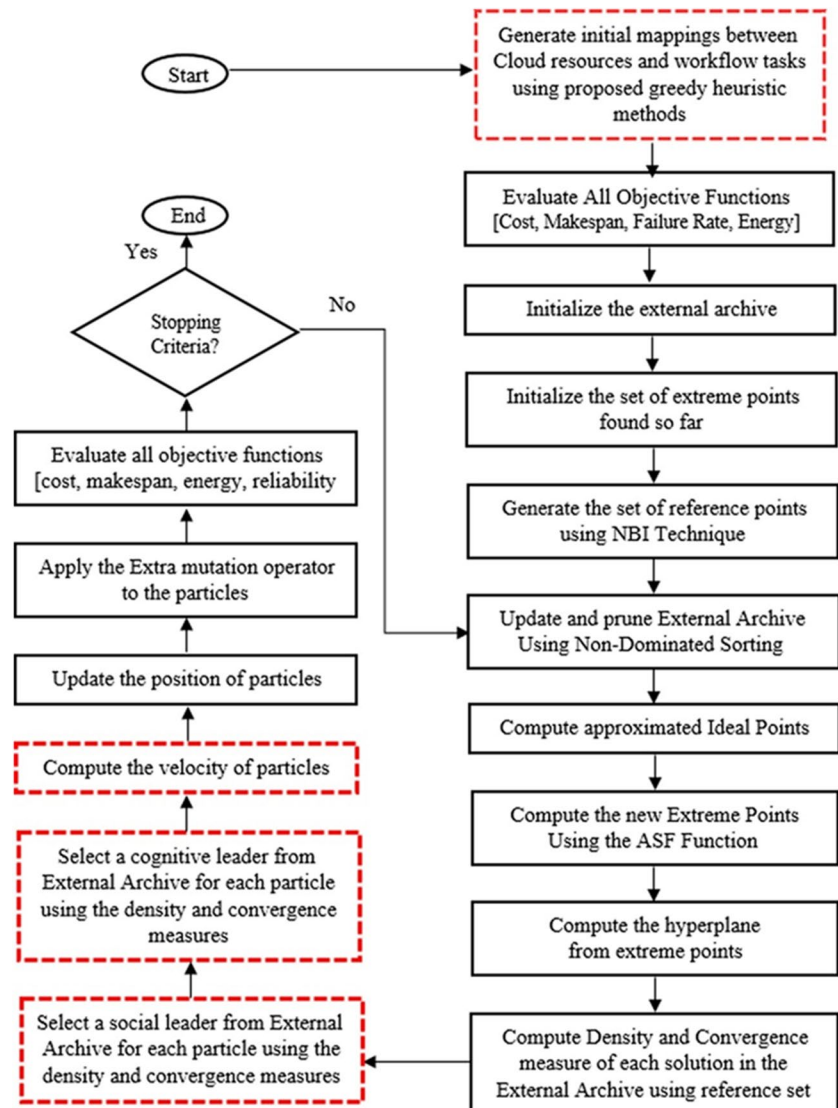 Start
Generate initial mappings between
Cloud resources and workflow tasks
using proposed greedy heuristic
methods
Evaluate All Objective Functions
[Cost, Makespan, Failure Rate, Energy]
Initialize the external archive
Initialize the set of extreme points
found so far
Generate the set of reference points
using NBI Technique
Update and prune External Archive
Using Non-Dominated Sorting
Compute approximated Ideal Points
Compute the new Extreme Points
Using the ASF Function
Compute the hyperplane
from extreme points
Compute Density and Convergence
measure of each solution in the
External Archive using reference set
Select a social leader from External
Archive for each particle using the
density and convergence measures
Select a cognitive leader from
External Archive for each particle
using the density and convergence
measures
Compute the velocity of particles
Update the position of particles
Apply the Extra mutation operator
to the particles
Evaluate all objective functions
[cost, makespan, energy, reliability
Stopping
Criteria?
No
Yes
End